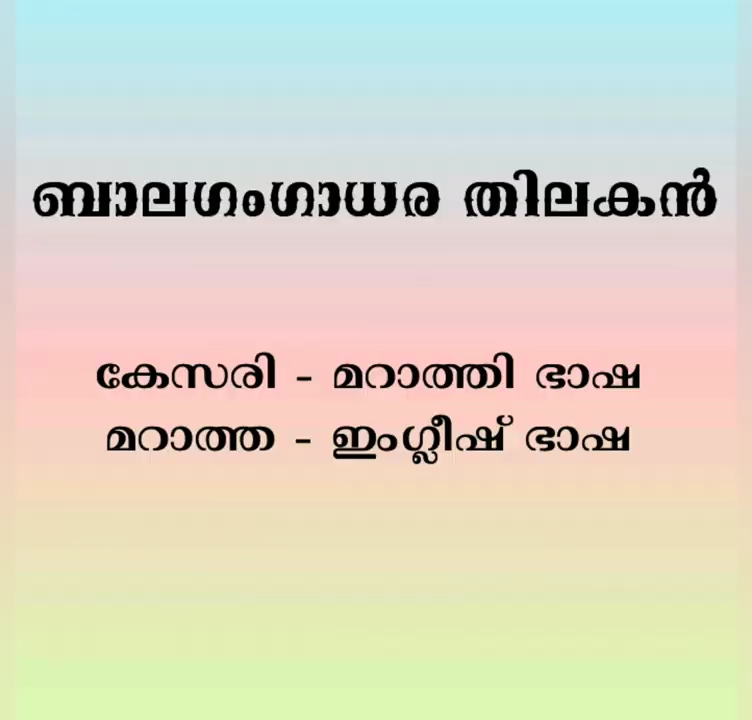 ബാലഗംഗാധര തിലകൻ
കേസരി - മറാത്തി ഭാഷ
മറാത്ത - ഇംഗ്ലീഷ് ഭാഷ